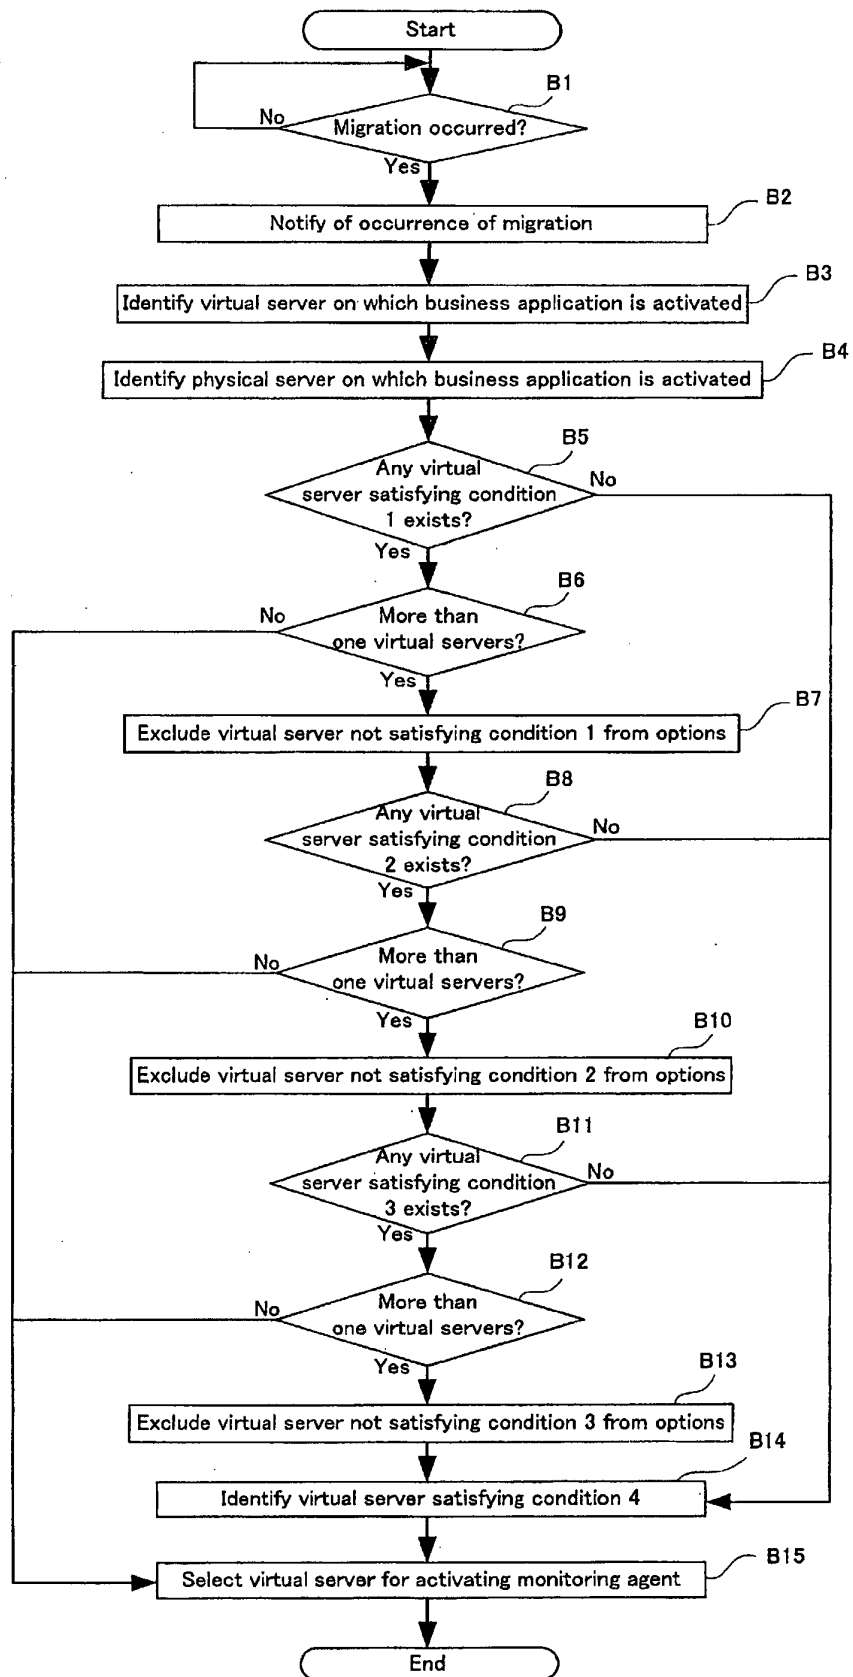 Start
B1
No
Migration occurred?
Yes
B2
Notify of occurrence of migration
B3
Identify virtual server on which business application is activated
B4
Identify physical server on which business application is activated
B5
Any virtual
server satisfying condition
1 exists?
No
Yes
B6
No
More than
one virtual servers?
Yes
B7
Exclude virtual server not satisfying condition 1 from options
B8
Any virtual
server satisfying condition
2 exists?
No
Yes
B9
More than
one virtual servers?
No
Yes
B10
Exclude virtual server not satisfying condition 2 from options
B11
Any virtual
server satisfying condition
3 exists?
No
Yes
B12
No
More than
one virtual servers?
Yes
B13
Exclude virtual server not satisfying condition 3 from options
B14
Identify virtual server satisfying condition 4
B15
Select virtual server for activating monitoring agent
End